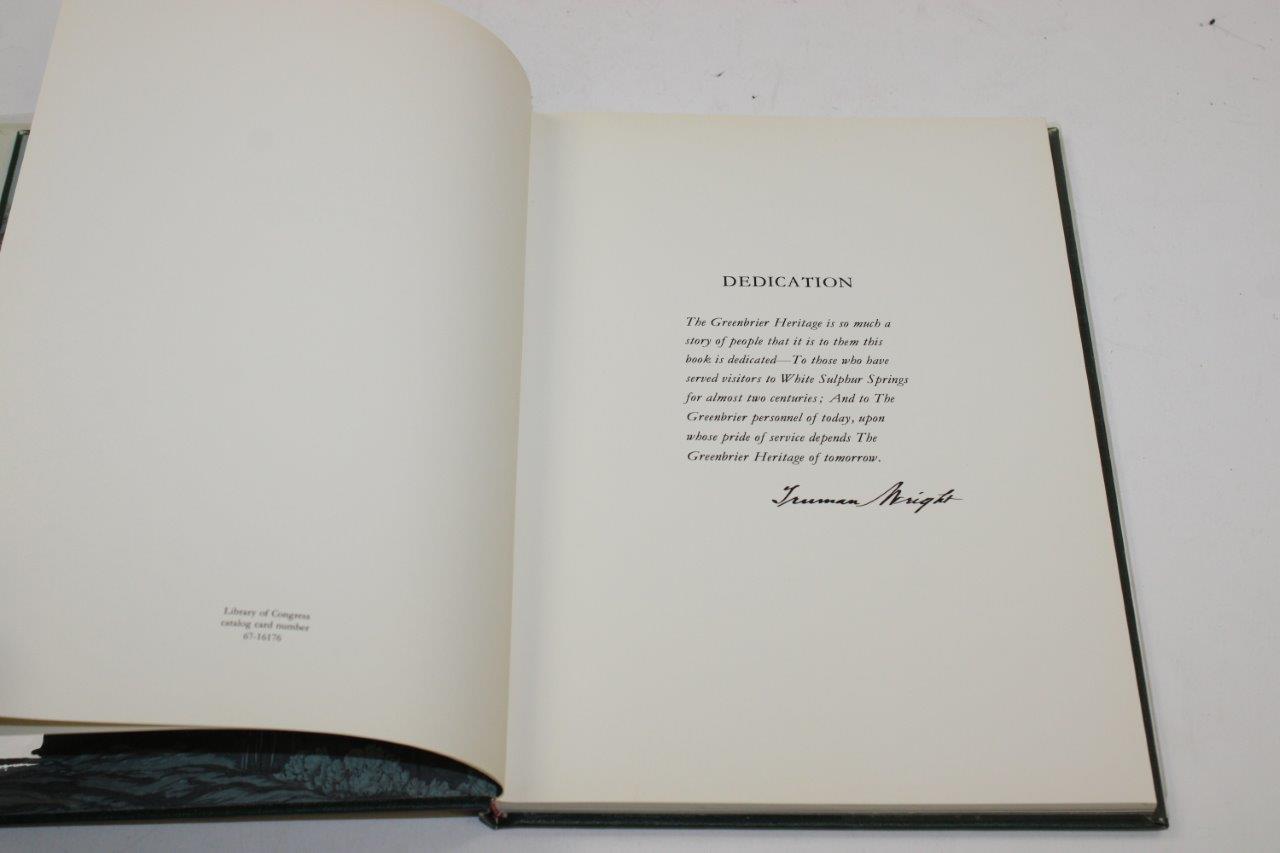 Library of Congress
catalog card number
67-16176
DEDICATION
The Greenbrier Heritage is so much a
story of people that it is to them this
book is dedicated—To those who have
served visitors to White Sulphur Springs
for almost two centuries; And to The
Greenbrier personnel of today, upon
whose pride of service depends The
Greenbrier Heritage of tomorrow.
Truman Wright